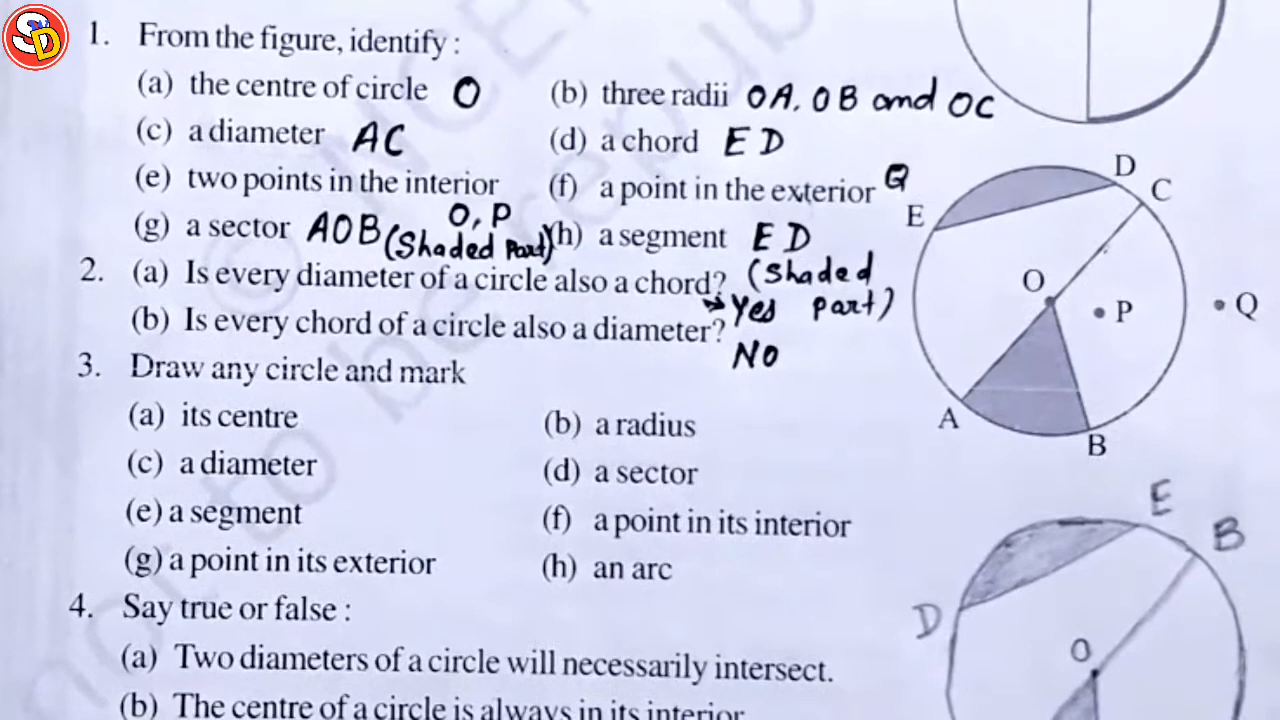 SD
1. From the figure, identify :
(a) the centre of circle O (b) three radii OA, OB and OC
(c) a diameter AC (d) a chord ED
(e) two points in the interior O, P (f) a point in the exterior Q
(g) a sector AOB (Shaded Part) (h) a segment ED (Shaded part)
2. (a) Is every diameter of a circle also a chord? → Yes
(b) Is every chord of a circle also a diameter? NO
3. Draw any circle and mark
(a) its centre (b) a radius
(c) a diameter (d) a sector
(e) a segment (f) a point in its interior
(g) a point in its exterior (h) an arc
4. Say true or false :
(a) Two diameters of a circle will necessarily intersect.
(b) The centre of a circle is always in its interior.
D
C
E
O
P
Q
A
B
E
B
D
O